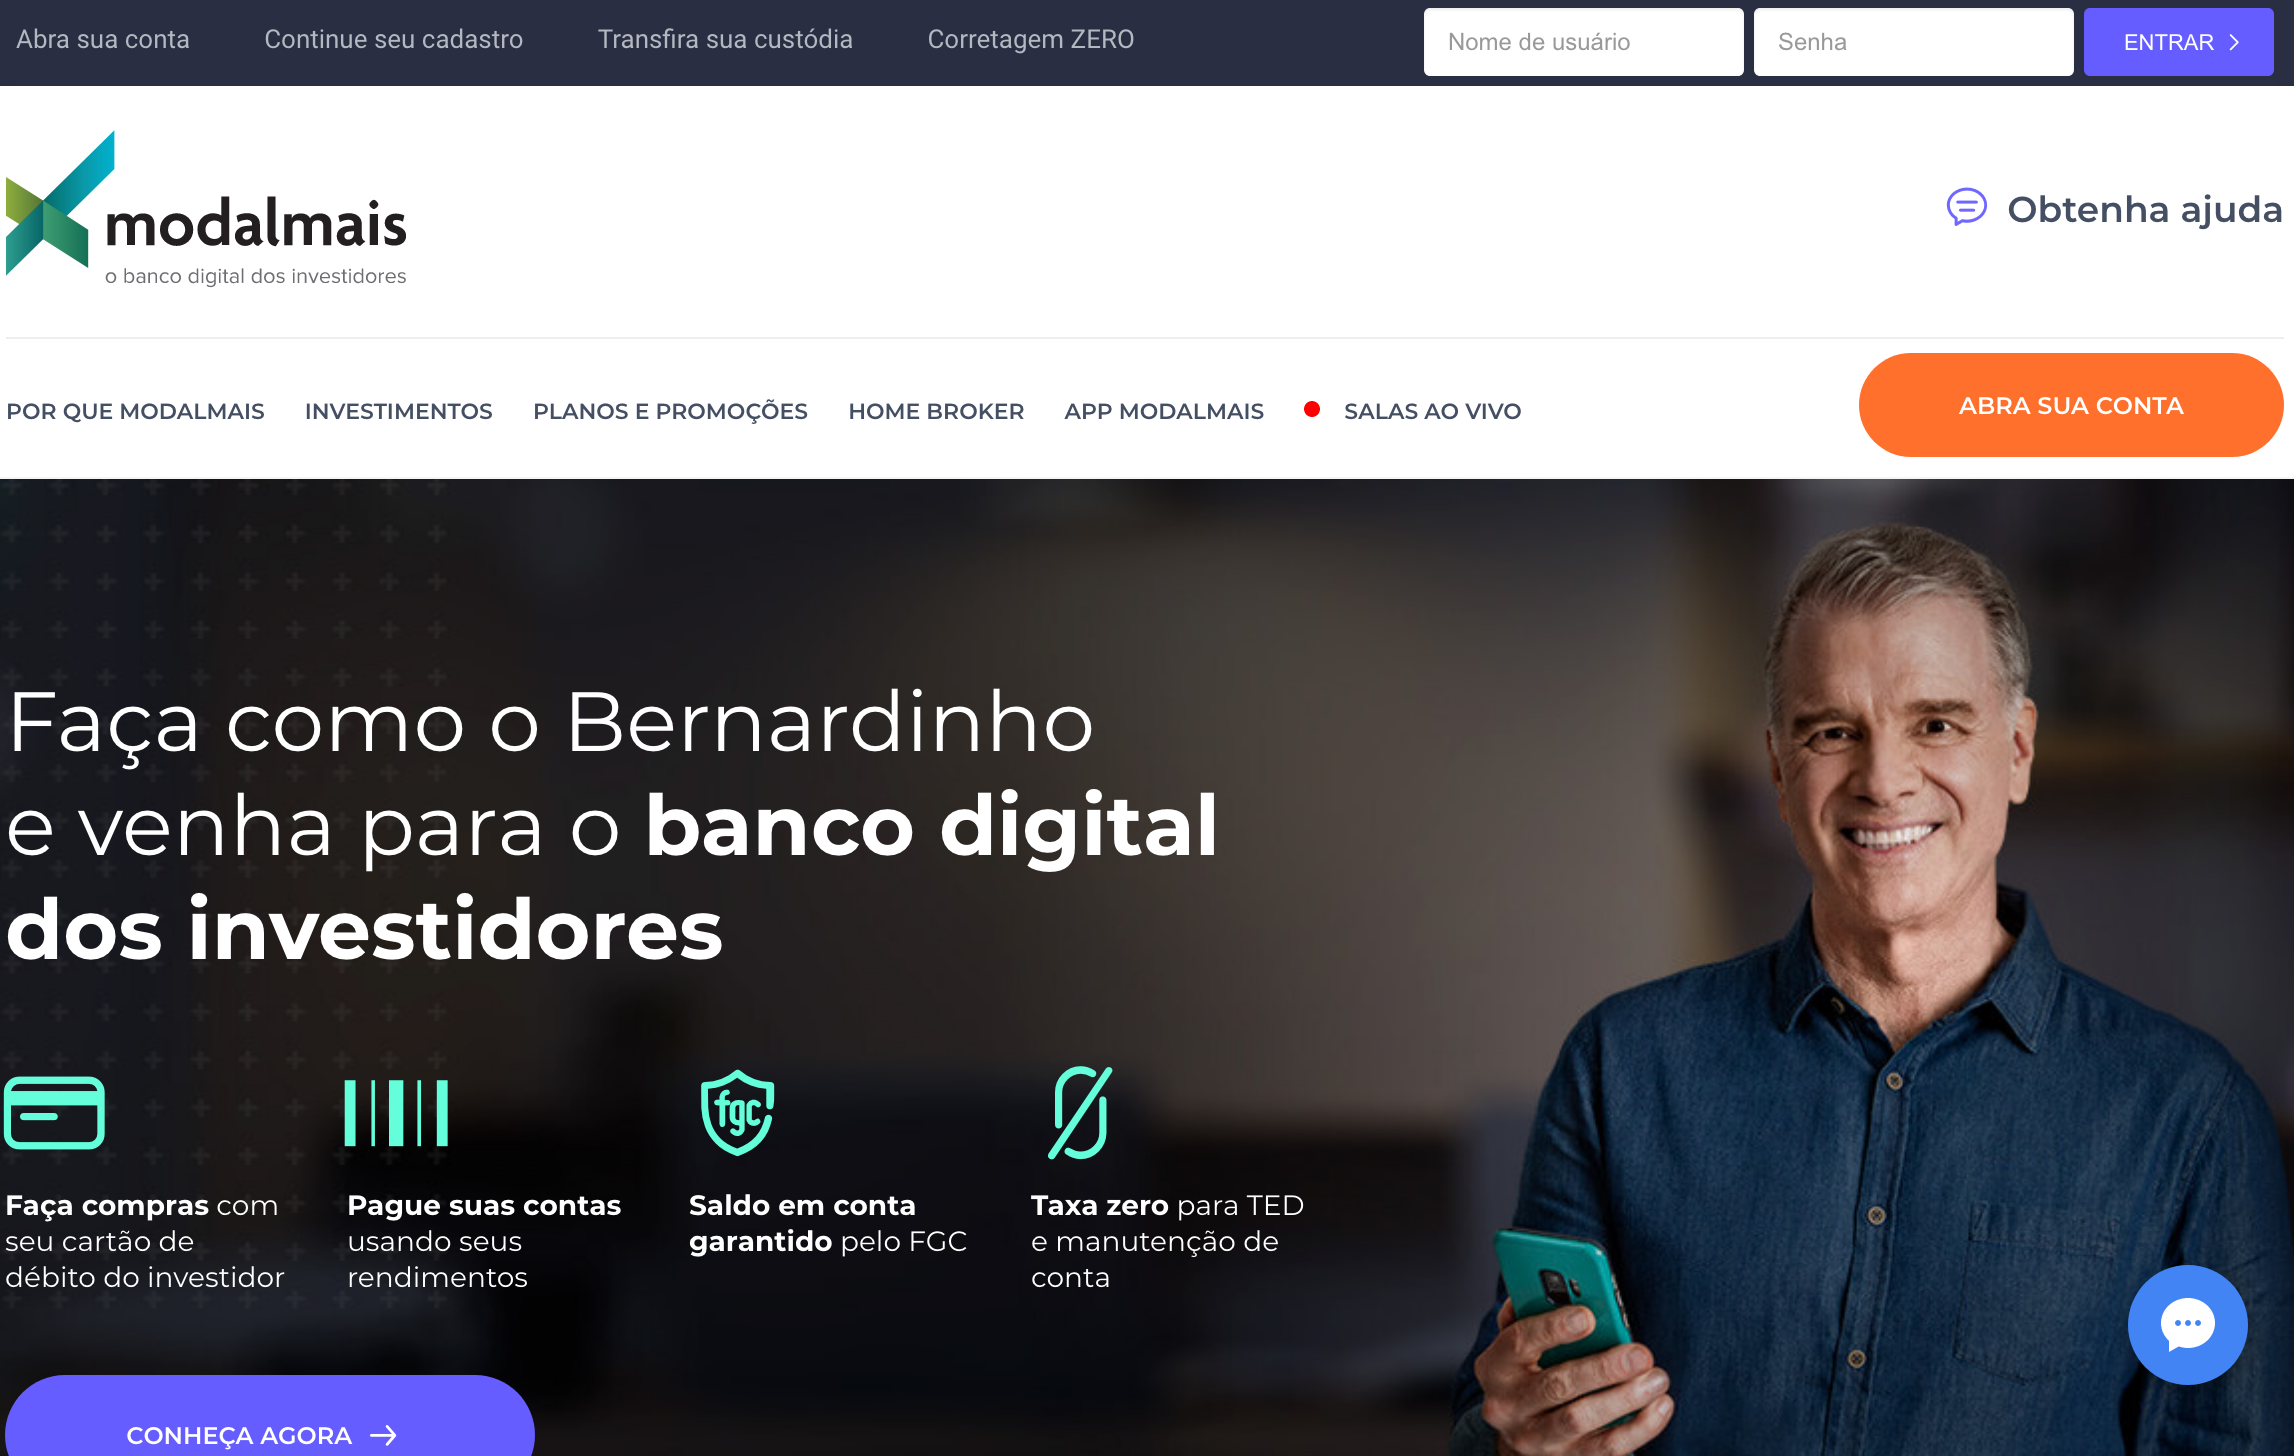 Abra sua conta
Continue seu cadastro
Transfira sua custódia
Corretagem ZERO
Nome de usuário
Senha
ENTRAR
modalmais
o banco digital dos investidores
Obtenha ajuda
POR QUE MODALMAIS
INVESTIMENTOS
PLANOS E PROMOÇÕES
HOME BROKER
APP MODALMAIS
SALAS AO VIVO
ABRA SUA CONTA
Faça como o Bernardinho
e venha para o banco digital
dos investidores
Faça compras com
seu cartão de
débito do investidor
Pague suas contas
usando seus
rendimentos
fgc
Saldo em conta
garantido pelo FGC
Taxa zero para TED
e manutenção de
conta
CONHEÇA AGORA